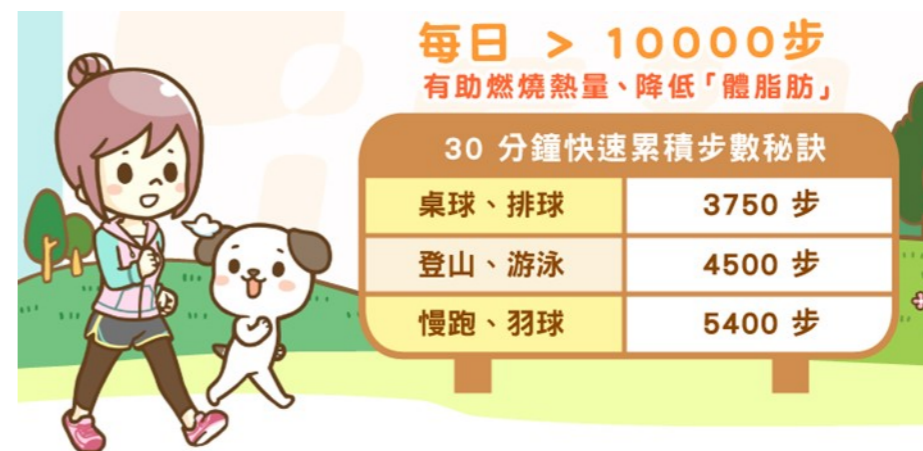 每日 > 10000步
有助燃燒熱量、降低「體脂肪」
30 分鐘快速累積步數秘訣
桌球、排球 3750 步
登山、游泳 4500 步
慢跑、羽球 5400 步